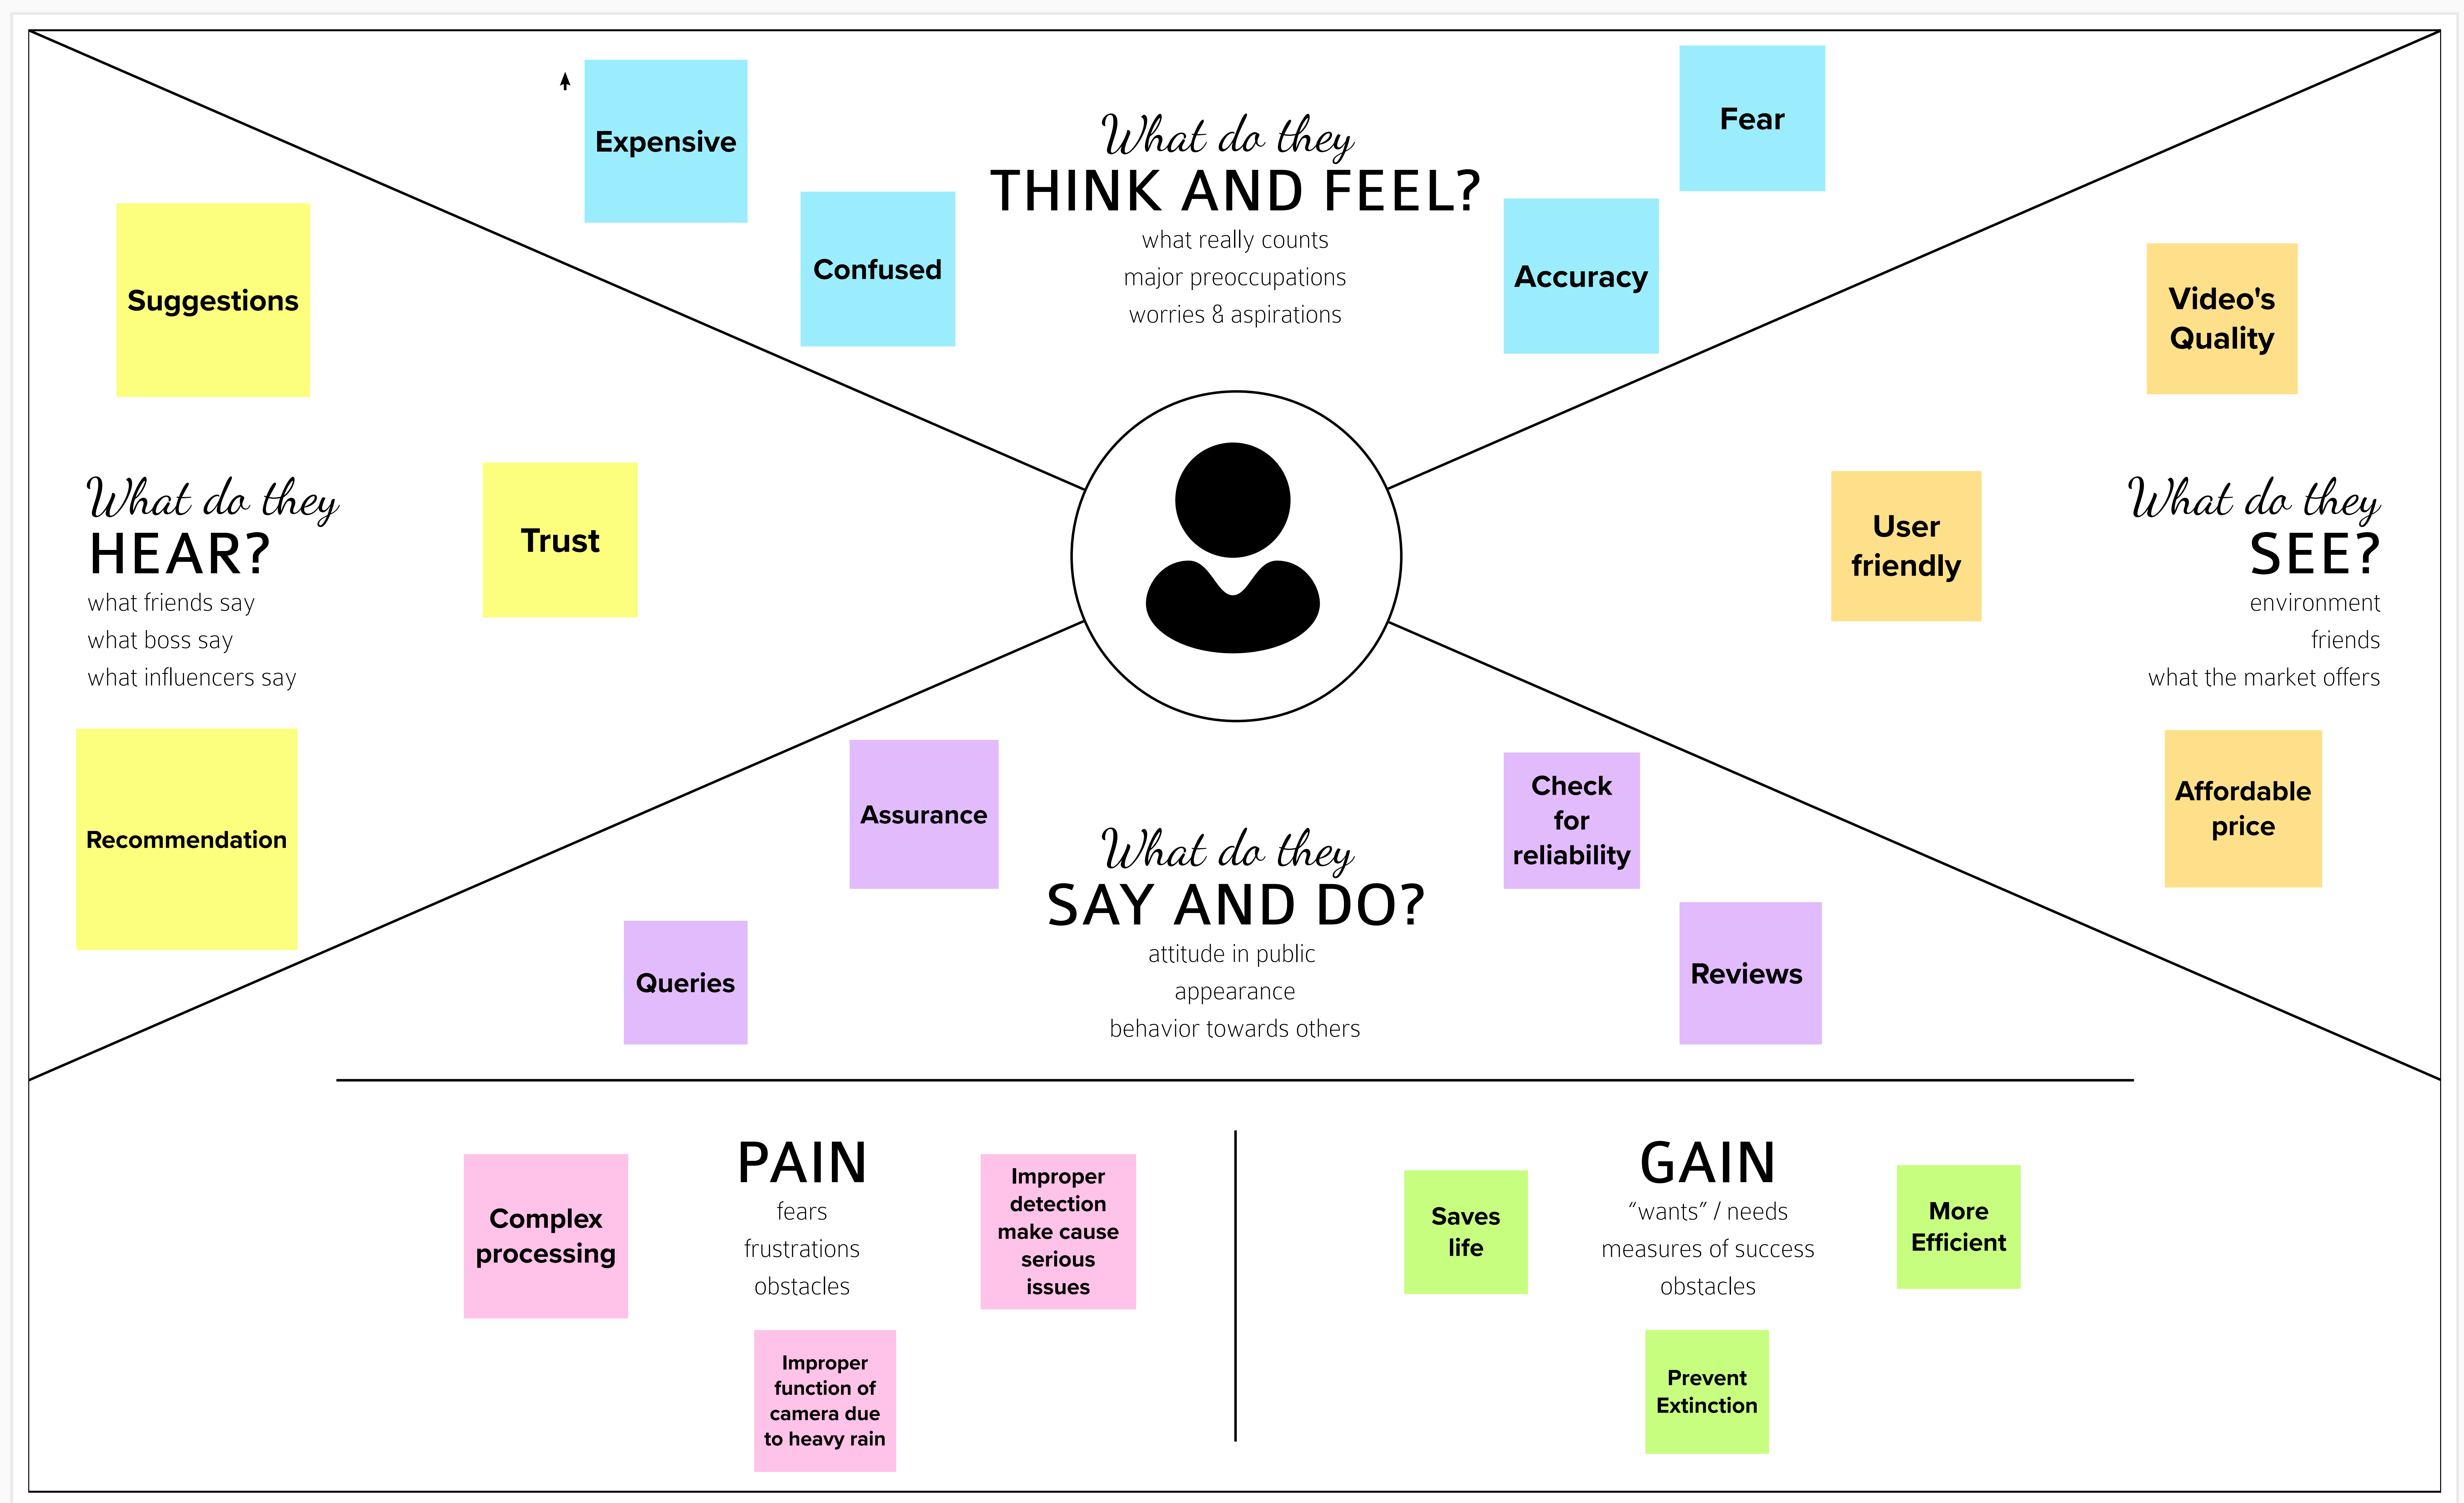 Expensive
Confused
What do they
THINK AND FEEL?
what really counts
major preoccupations
worries & aspirations
Fear
Accuracy
Suggestions
Trust
What do they
HEAR?
what friends say
what boss say
what influencers say
Recommendation
Video's
Quality
User
friendly
What do they
SEE?
environment
friends
what the market offers
Affordable
price
Assurance
Queries
What do they
SAY AND DO?
attitude in public
appearance
behavior towards others
Check
for
reliability
Reviews
PAIN
fears
frustrations
obstacles
Complex
processing
Improper
detection
make cause
serious
issues
Improper
function of
camera due
to heavy rain
GAIN
“wants” / needs
measures of success
obstacles
Saves
life
More
Efficient
Prevent
Extinction